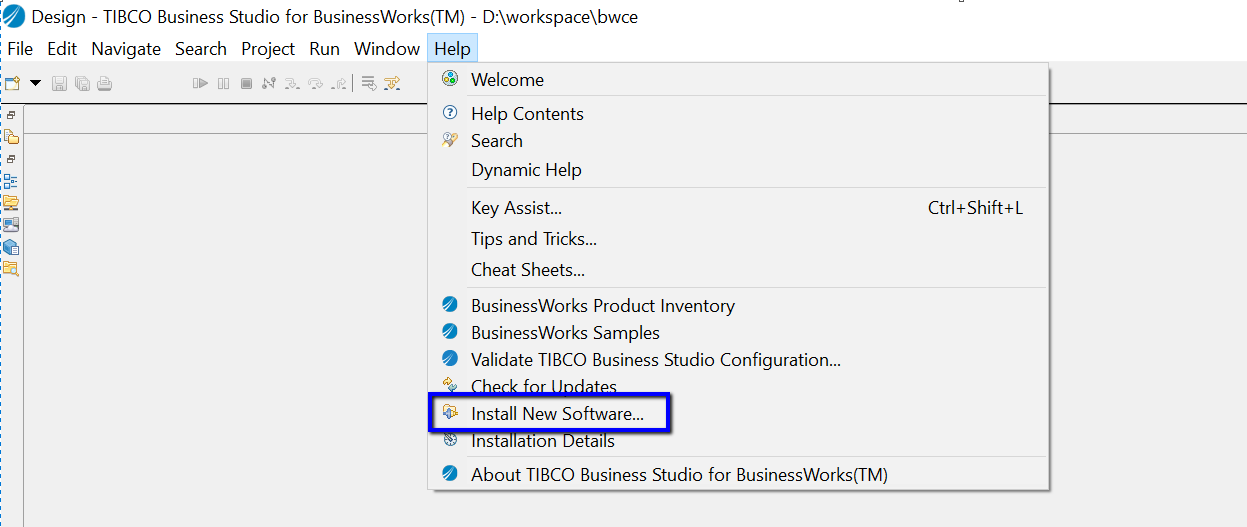 Design - TIBCO Business Studio for BusinessWorks(TM) - D:\workspace\bwce
File Edit Navigate Search Project Run Window Help
Welcome
Help Contents
Search
Dynamic Help
Key Assist... Ctrl+Shift+L
Tips and Tricks...
Cheat Sheets...
BusinessWorks Product Inventory
BusinessWorks Samples
Validate TIBCO Business Studio Configuration...
Check for Updates
Install New Software...
Installation Details
About TIBCO Business Studio for BusinessWorks(TM)